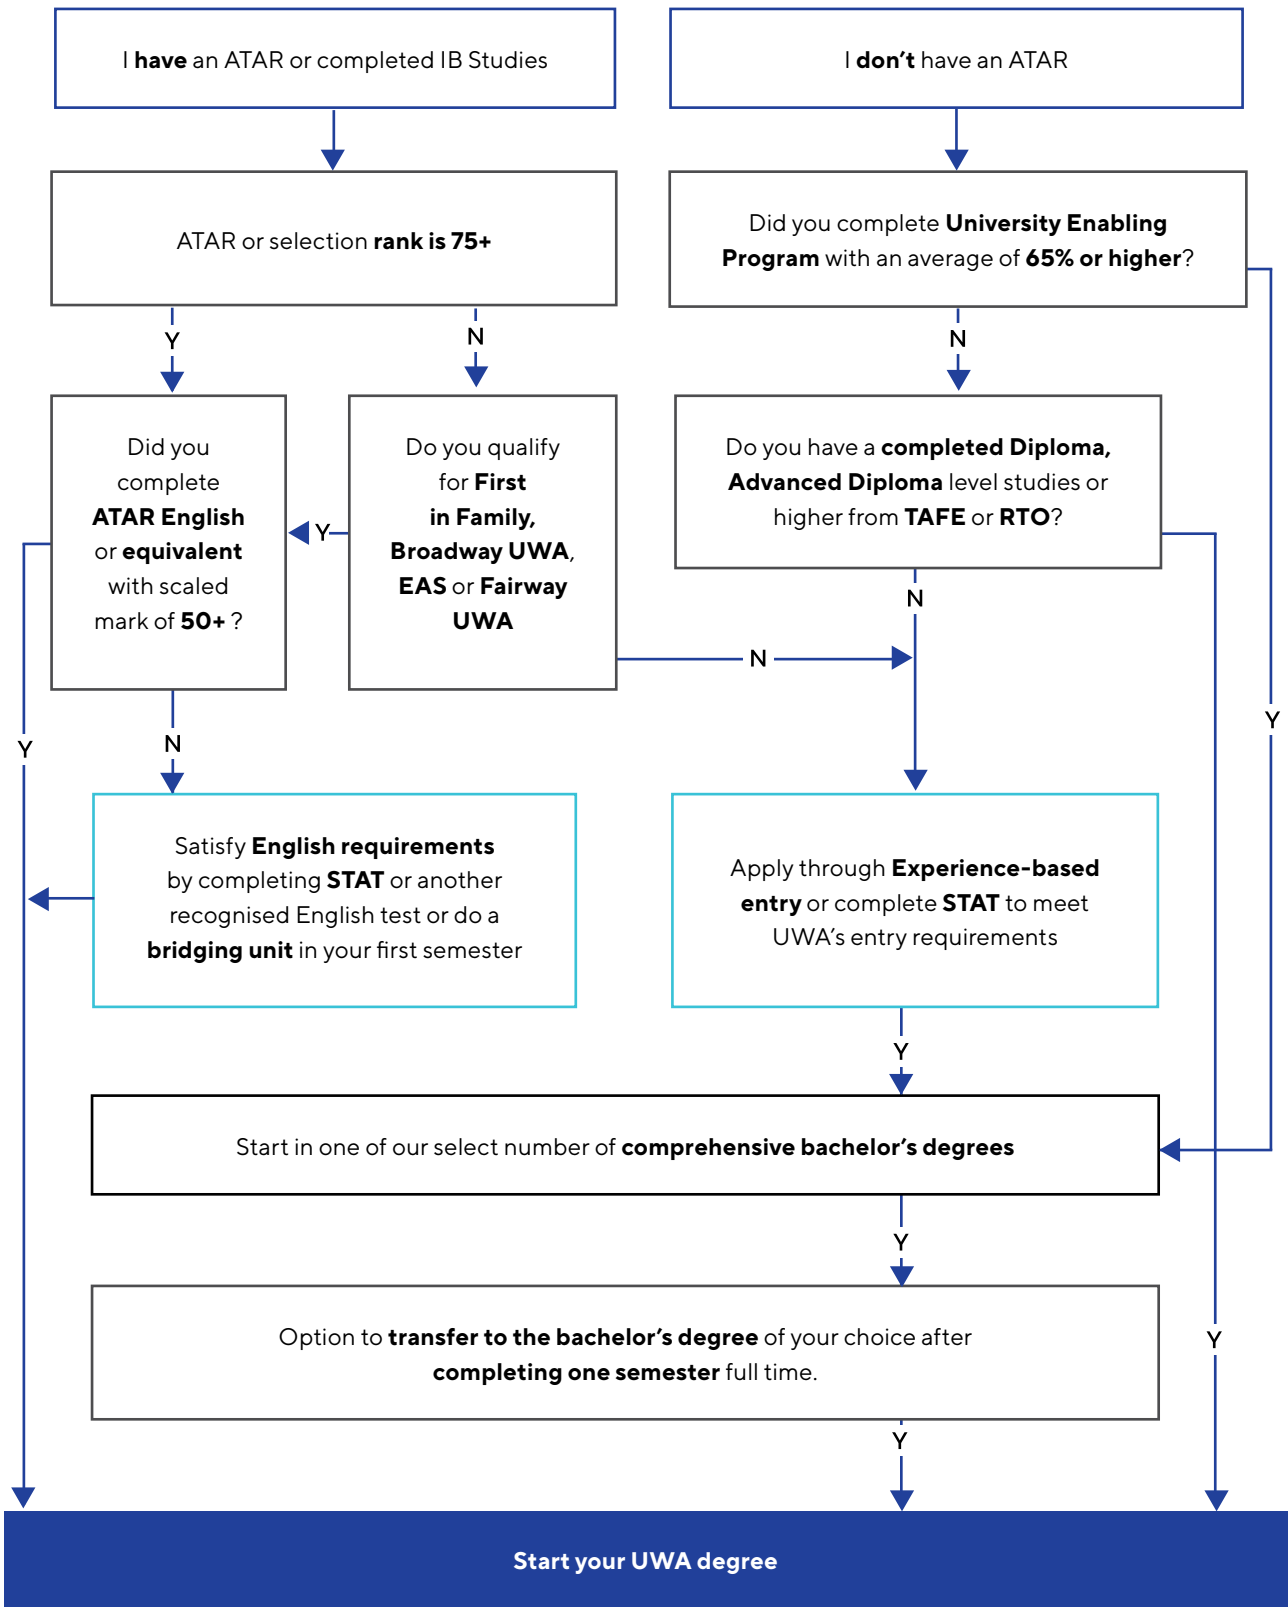 I have an ATAR or completed IB Studies
I don't have an ATAR
ATAR or selection rank is 75+
Did you complete University Enabling
Program with an average of 65% or higher?
Y
N
N
Did you
complete
ATAR English
or equivalent
with scaled
mark of 50+ ?
Y
Do you qualify
for First
in Family,
Broadway UWA,
EAS or Fairway
UWA
Do you have a completed Diploma,
Advanced Diploma level studies or
higher from TAFE or RTO?
N
N
Y
Y
N
Satisfy English requirements
by completing STAT or another
recognised English test or do a
bridging unit in your first semester
Apply through Experience-based
entry or complete STAT to meet
UWA's entry requirements
Y
Start in one of our select number of comprehensive bachelor's degrees
Y
Option to transfer to the bachelor's degree of your choice after
completing one semester full time.
Y
Y
Start your UWA degree